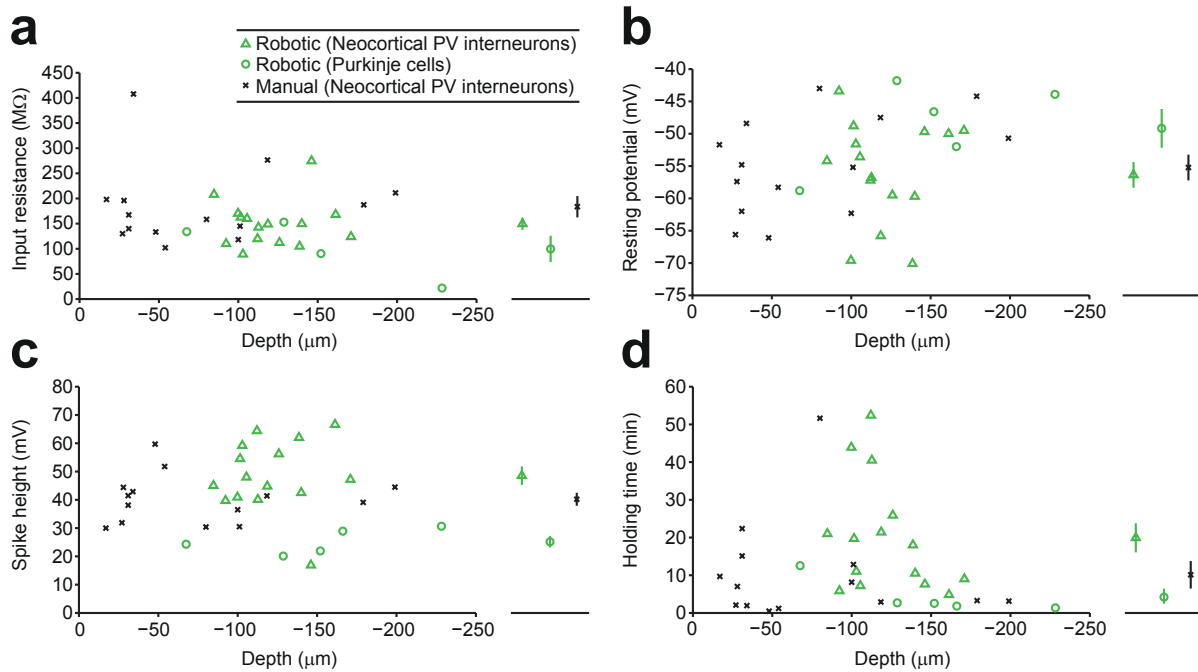 a
Robotic (Neocortical PV interneurons)
Robotic (Purkinje cells)
Manual (Neocortical PV interneurons)
Input resistance (MΩ)
450
400
350
300
250
200
150
100
50
0
0 −50 −100 −150 −200 −250
Depth (μm)
b
Resting potential (mV)
−40
−45
−50
−55
−60
−65
−70
−75
0 −50 −100 −150 −200 −250
Depth (μm)
c
Spike height (mV)
80
70
60
50
40
30
20
10
0
0 −50 −100 −150 −200 −250
Depth (μm)
d
Holding time (min)
60
50
40
30
20
10
0
0 −50 −100 −150 −200 −250
Depth (μm)